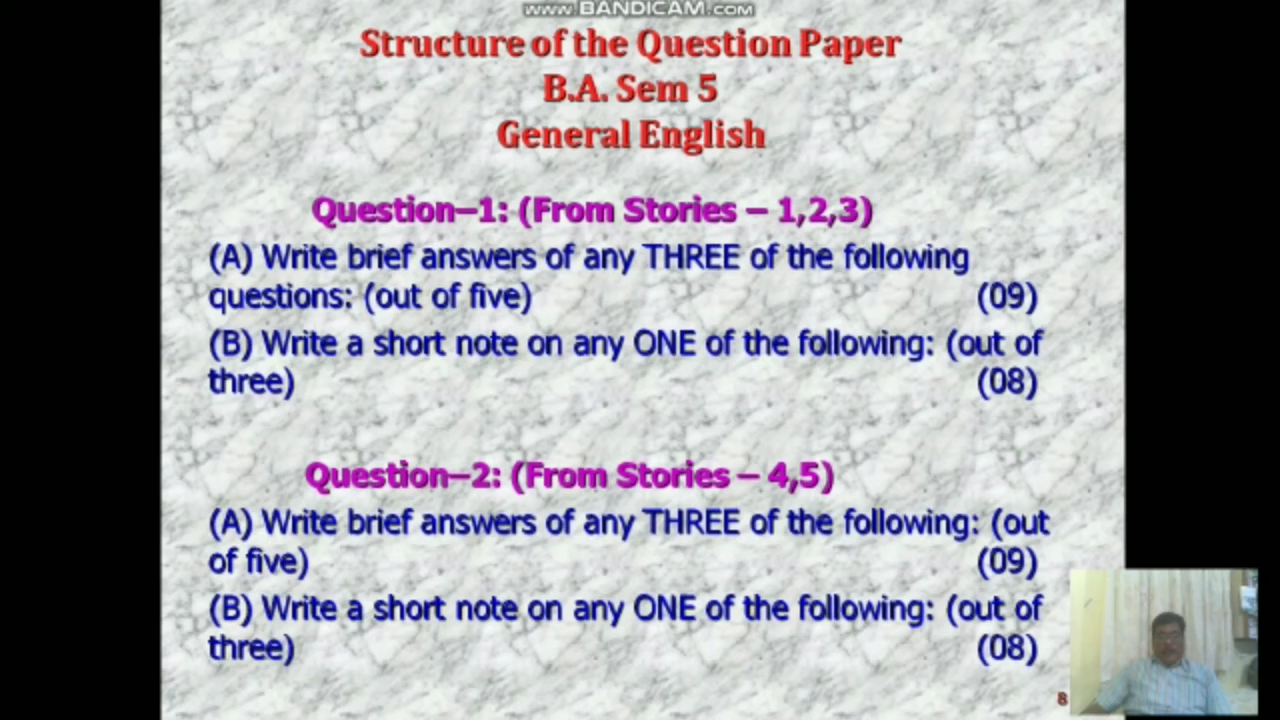 www.BANDICAM.com
Structure of the Question Paper
B.A. Sem 5
General English
Question–1: (From Stories – 1,2,3)
(A) Write brief answers of any THREE of the following
questions: (out of five) (09)
(B) Write a short note on any ONE of the following: (out of
three) (08)
Question–2: (From Stories – 4,5)
(A) Write brief answers of any THREE of the following: (out
of five) (09)
(B) Write a short note on any ONE of the following: (out of
three) (08)
8